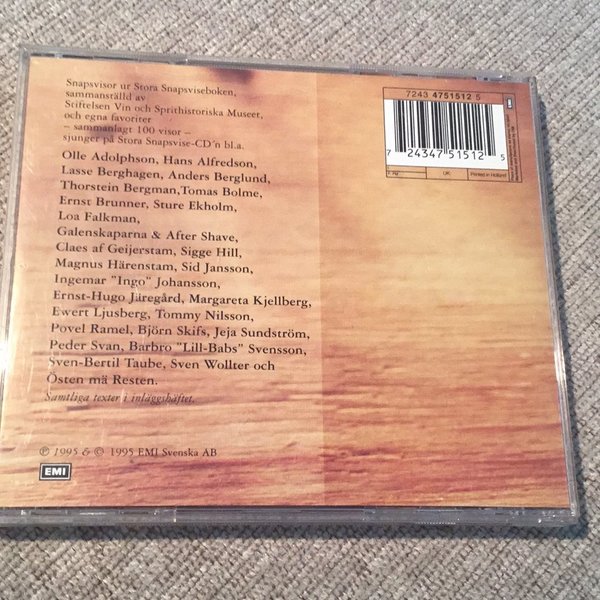 Snapsvisor ur Stora Snapsviseboken,
sammanställd av
Stiftelsen Vin och Sprithistoriska Museet,
och egna favoriter
– sammanlagt 100 visor –
sjunger på Stora Snapsvise-CD'n bl.a.
Olle Adolphson, Hans Alfredson,
Lasse Berghagen, Anders Berglund,
Thorstein Bergman,Tomas Bolme,
Ernst Brunner, Sture Ekholm,
Loa Falkman,
Galenskaparna & After Shave,
Claes af Geijerstam, Sigge Hill,
Magnus Härenstam, Sid Jansson,
Ingemar "Ingo" Johansson,
Ernst-Hugo Järegård, Margareta Kjellberg,
Ewert Ljusberg, Tommy Nilsson,
Povel Ramel, Björn Skifs, Jeja Sundström,
Peder Svan, Barbro "Lill-Babs" Svensson,
Sven-Bertil Taube, Sven Wollter och
Östen mä Resten.
Samtliga texter i inläggshäftet.
℗ 1995 & © 1995 EMI Svenska AB
EMI
7243 4751512 5
7 24347 51512 5
UK:
Printed in Holland
EMI